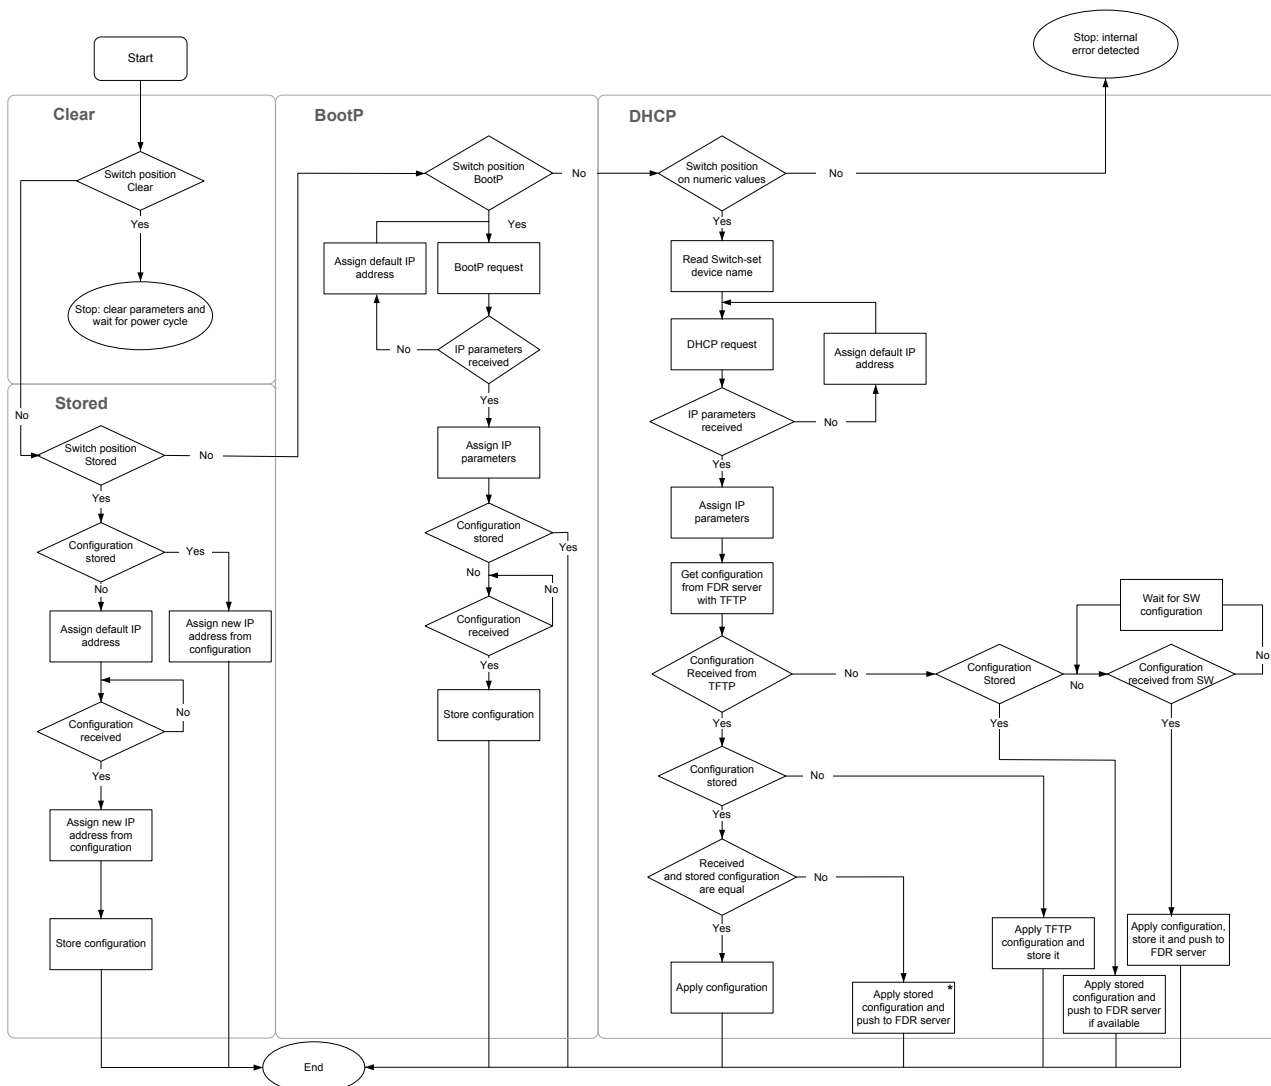 Start
Stop: internal
error detected
Clear
Switch position
Clear
Yes
Stop: clear parameters and
wait for power cycle
No
Stored
Switch position
Stored
No
Yes
Configuration
stored
Yes
No
Assign default IP
address
Assign new IP
address from
configuration
No
Configuration
received
Yes
Assign new IP
address from
configuration
Store configuration
BootP
Switch position
BootP
No
Yes
Assign default IP
address
BootP request
No
IP parameters
received
Yes
Assign IP
parameters
Configuration
stored
Yes
No
No
Configuration
received
Yes
Store configuration
DHCP
Switch position
on numeric values
No
Yes
Read Switch-set
device name
DHCP request
Assign default IP
address
IP parameters
received
No
Yes
Assign IP
parameters
Get configuration
from FDR server
with TFTP
Configuration
Received from
TFTP
No
Configuration
Stored
No
Wait for SW
configuration
Configuration
received from SW
No
Yes
Yes
Yes
Configuration
stored
No
Yes
Received
and stored configuration
are equal
No
Yes
Apply configuration
Apply stored *
configuration and
push to FDR server
Apply TFTP
configuration and
store it
Apply stored
configuration and
push to FDR server
if available
Apply configuration,
store it and push to
FDR server
End